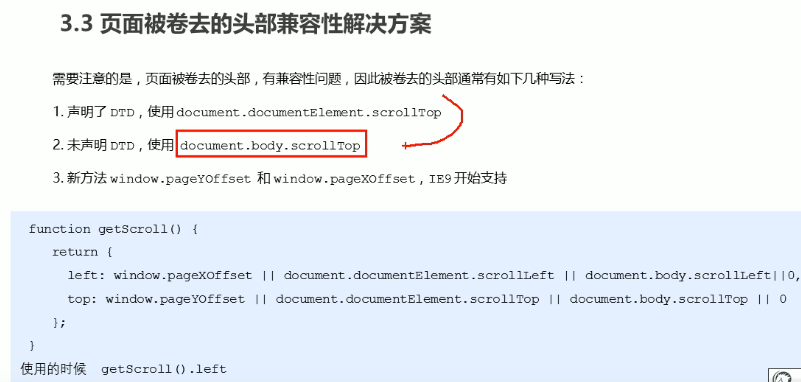 3.3 页面被卷去的头部兼容性解决方案
需要注意的是，页面被卷去的头部，有兼容性问题，因此被卷去的头部通常有如下几种写法：
1. 声明了 DTD，使用 document.documentElement.scrollTop
2. 未声明 DTD，使用 document.body.scrollTop
3. 新方法 window.pageYOffset 和 window.pageXOffset，IE9 开始支持
function getScroll() {
return {
left: window.pageXOffset || document.documentElement.scrollLeft || document.body.scrollLeft||0,
top: window.pageYOffset || document.documentElement.scrollTop || document.body.scrollTop || 0
};
}
使用的时候 getScroll().left